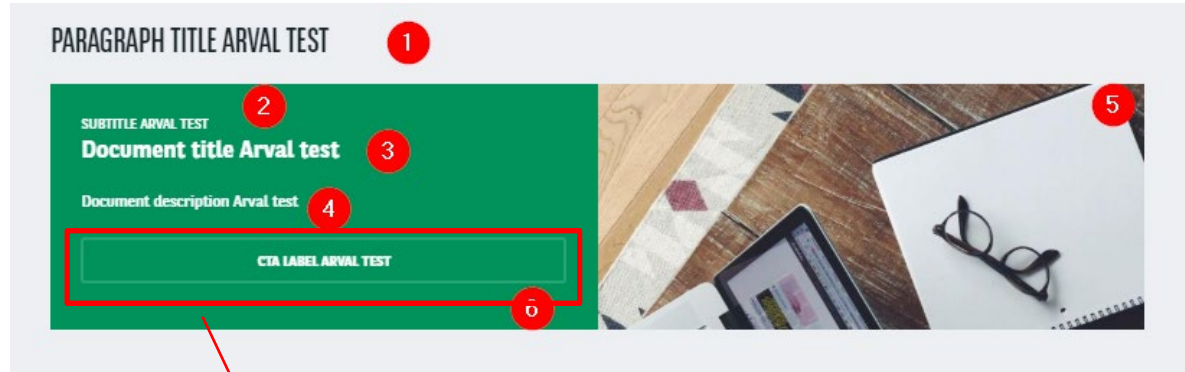 PARAGRAPH TITLE ARVAL TEST 1
2
SUBTITLE ARVAL TEST
Document title Arval test 3
Document description Arval test 4
CTA LABEL ARVAL TEST
5
6